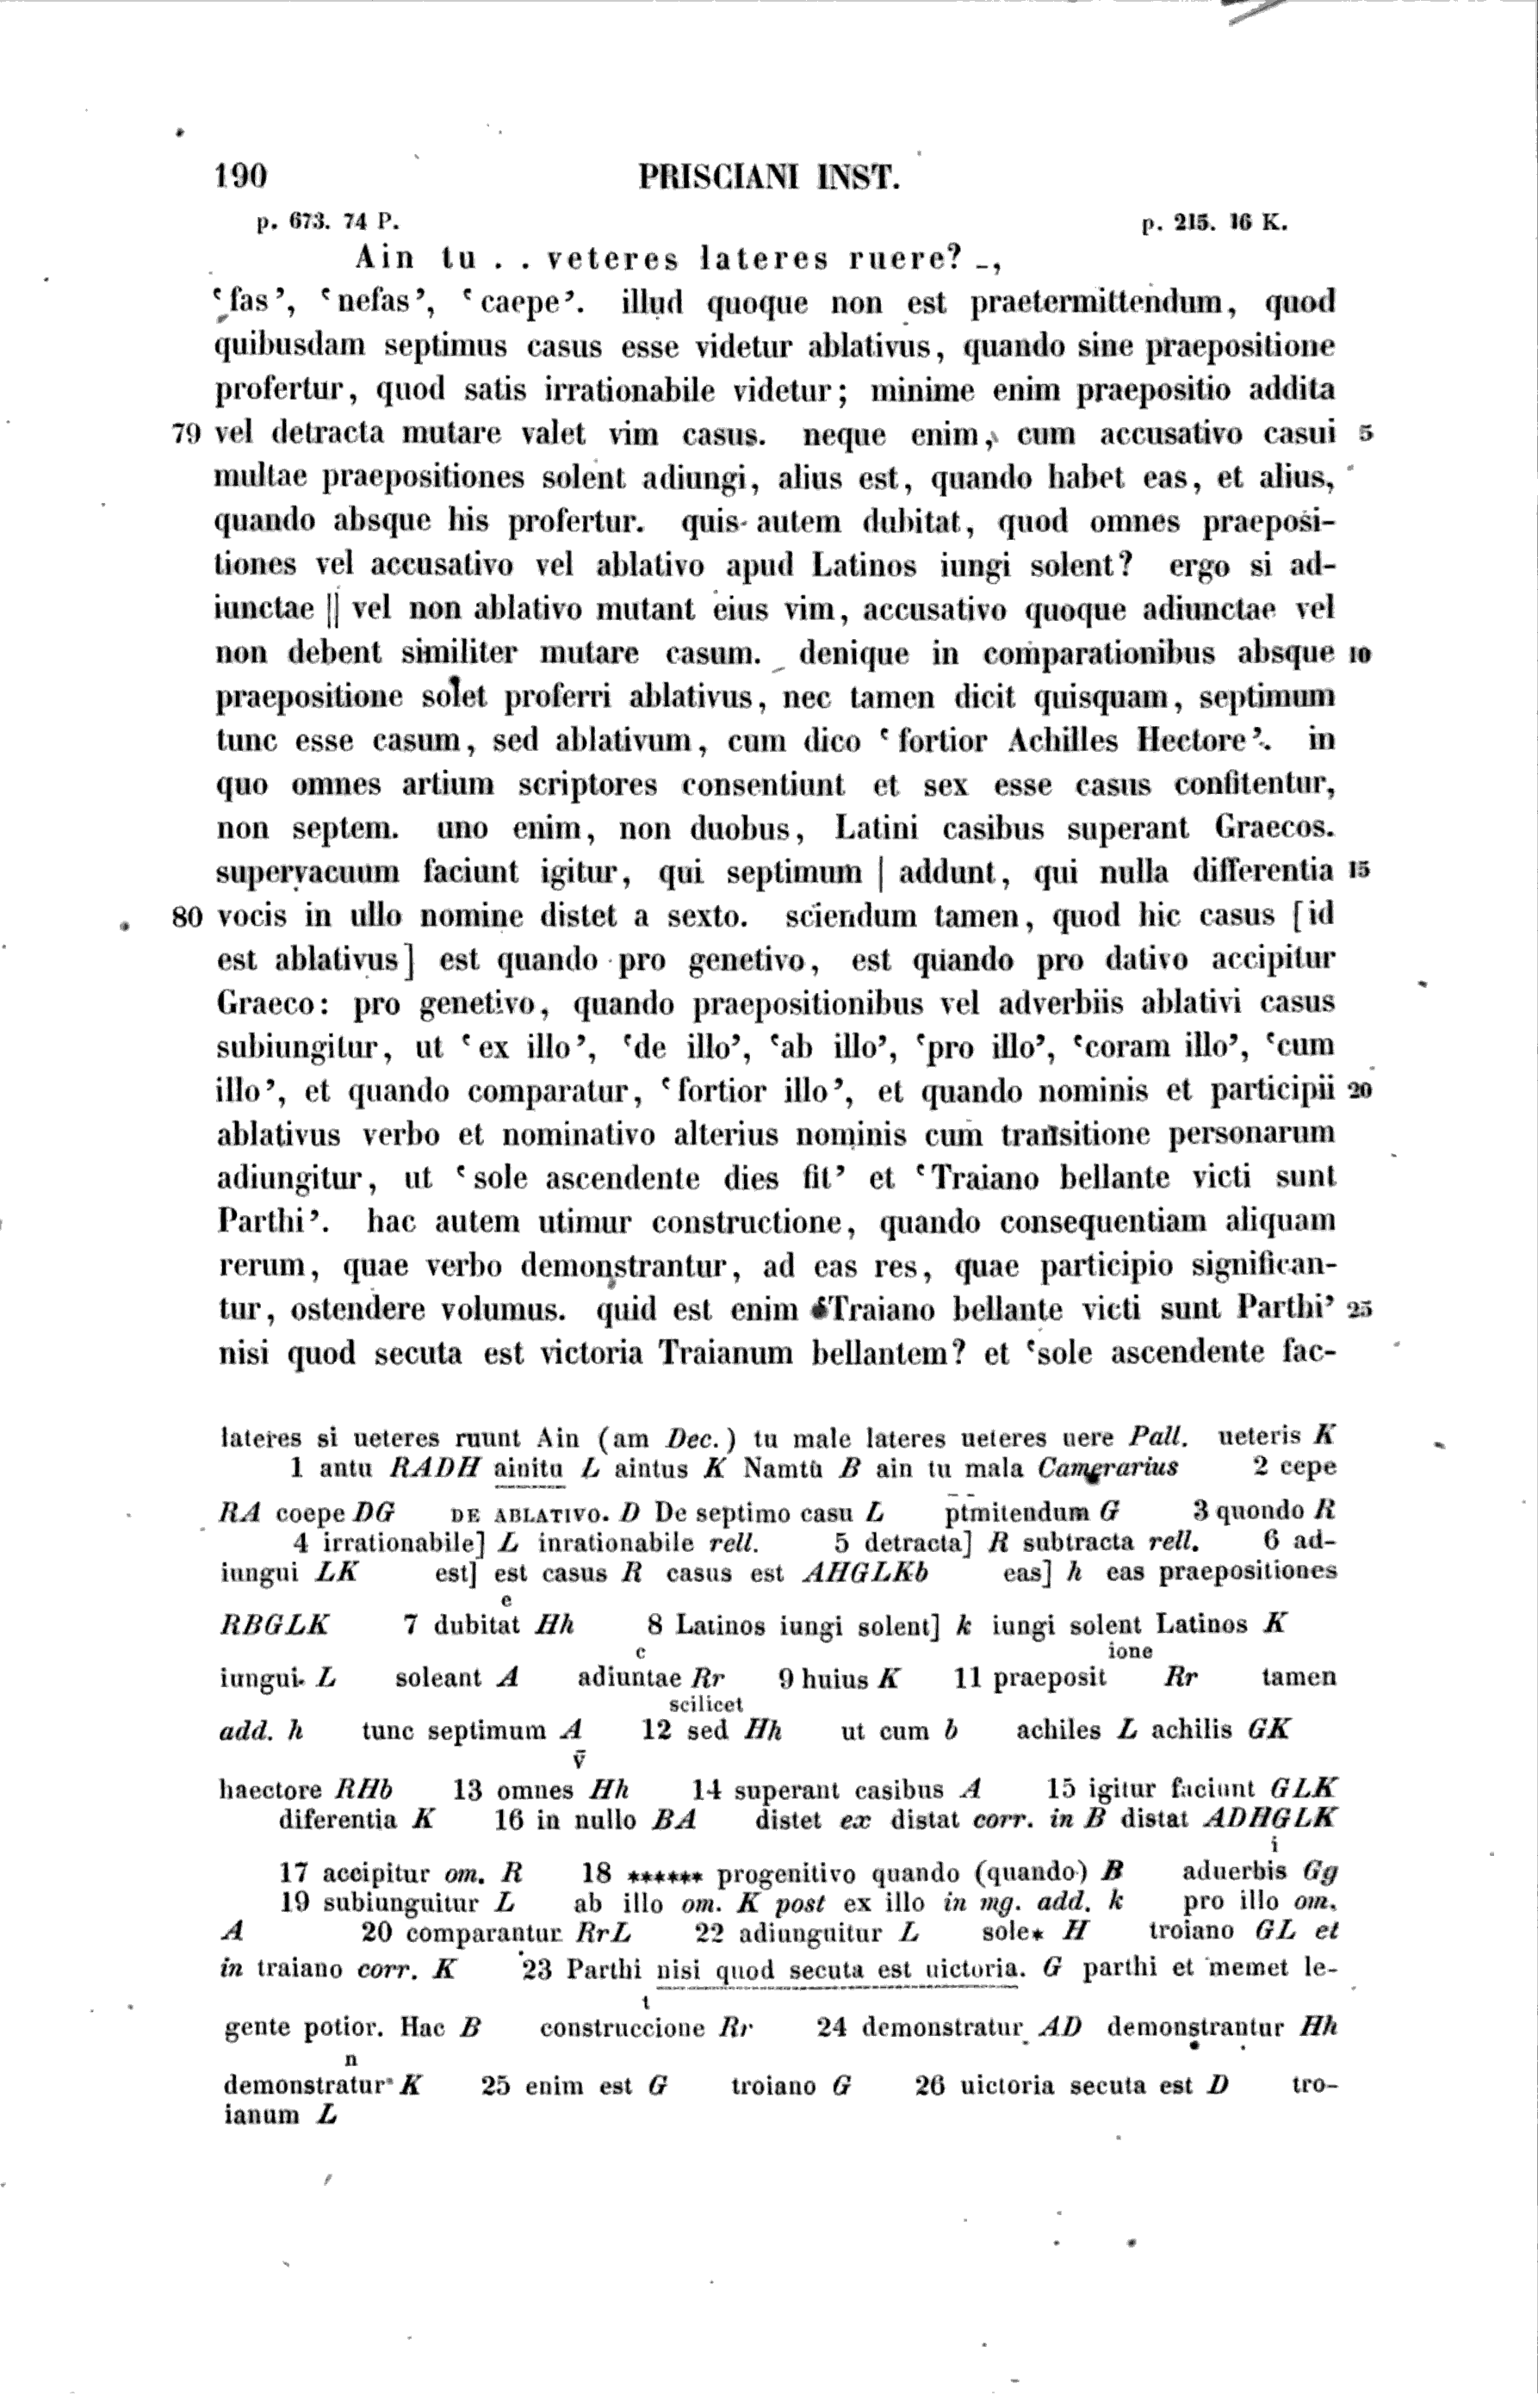 190 PRISCIANI INST.
p. 673. 74 P. p. 215. 16 K.
Ain tu . . veteres lateres ruere? _,
‘fas’, ‘nefas’, ‘caepe’. illud quoque non est praetermittendum, quod
quibusdam septimus casus esse videtur ablativus, quando sine praepositione
profertur, quod satis irrationabile videtur; minime enim praepositio addita
79 vel detracta mutare valet vim casus. neque enim, cum accusativo casui 5
multae praepositiones solent adiungi, alius est, quando habet eas, et alius,
quando absque his profertur. quis autem dubitat, quod omnes praeposi-
tiones vel accusativo vel ablativo apud Latinos iungi solent? ergo si ad-
iunctae || vel non ablativo mutant eius vim, accusativo quoque adiunctae vel
non debent similiter mutare casum. denique in comparationibus absque 10
praepositione solet proferri ablativus, nec tamen dicit quisquam, septimum
tunc esse casum, sed ablativum, cum dico ‘fortior Achilles Hectore’. in
quo omnes artium scriptores consentiunt et sex esse casus confitentur,
non septem. uno enim, non duobus, Latini casibus superant Graecos.
supervacuum faciunt igitur, qui septimum | addunt, qui nulla differentia 15
80 vocis in ullo nomine distet a sexto. sciendum tamen, quod hic casus [id
est ablativus] est quando pro genetivo, est quando pro dativo accipitur
Graeco: pro genetivo, quando praepositionibus vel adverbiis ablativi casus
subiungitur, ut ‘ex illo’, ‘de illo’, ‘ab illo’, ‘pro illo’, ‘coram illo’, ‘cum
illo’, et quando comparatur, ‘fortior illo’, et quando nominis et participii 20
ablativus verbo et nominativo alterius nominis cum transitione personarum
adiungitur, ut ‘sole ascendente dies fit’ et ‘Traiano bellante victi sunt
Parthi’. hac autem utimur constructione, quando consequentiam aliquam
rerum, quae verbo demonstrantur, ad eas res, quae participio significan-
tur, ostendere volumus. quid est enim ‘Traiano bellante victi sunt Parthi’ 25
nisi quod secuta est victoria Traianum bellantem? et ‘sole ascendente fac-
lateres si ueteres ruunt Ain (am Dec.) tu male lateres ueteres uere Pall. ueteris K
1 antu RADH ainitu L aintus K Namtù B ain tu mala Camerarius 2 cepe
RA coepe DG DE ABLATIVO. D De septimo casu L p̄tm̄itendum G 3 quondo R
4 irrationabile] L inrationabile rell. 5 detracta] R subtracta rell. 6 ad-
iungui LK est] est casus R casus est AHGLKb eas] h eas praepositiones
e
RBGLK 7 dubitat Hh 8 Latinos iungi solent] k iungi solent Latinos K
c ione
iungui L soleant A adiuntae Rr 9 huius K 11 praeposit Rr tamen
scilicet
add. h tunc septimum A 12 sed Hh ut cum b achiles L achilis GK
v̄
haectore RHb 13 omnes Hh 14 superant casibus A 15 igitur faciunt GLK
diferentia K 16 in nullo BA distet ex distat corr. in B distat ADHGLK
i
17 accipitur om. R 18 ****** progenitivo quando (quando) B aduerbis Gg
19 subiunguitur L ab illo om. K post ex illo in mg. add. k pro illo om.
A 20 comparantur RrL 22 adiunguitur L sole* H troiano GL et
in traiano corr. K 23 Parthi nisi quod secuta est uictoria. G parthi et memet le-
t
gente potior. Hac B construccione Rr 24 demonstratur AD demonstrantur Hh
n
demonstratur K 25 enim est G troiano G 26 uictoria secuta est D tro-
ianum L